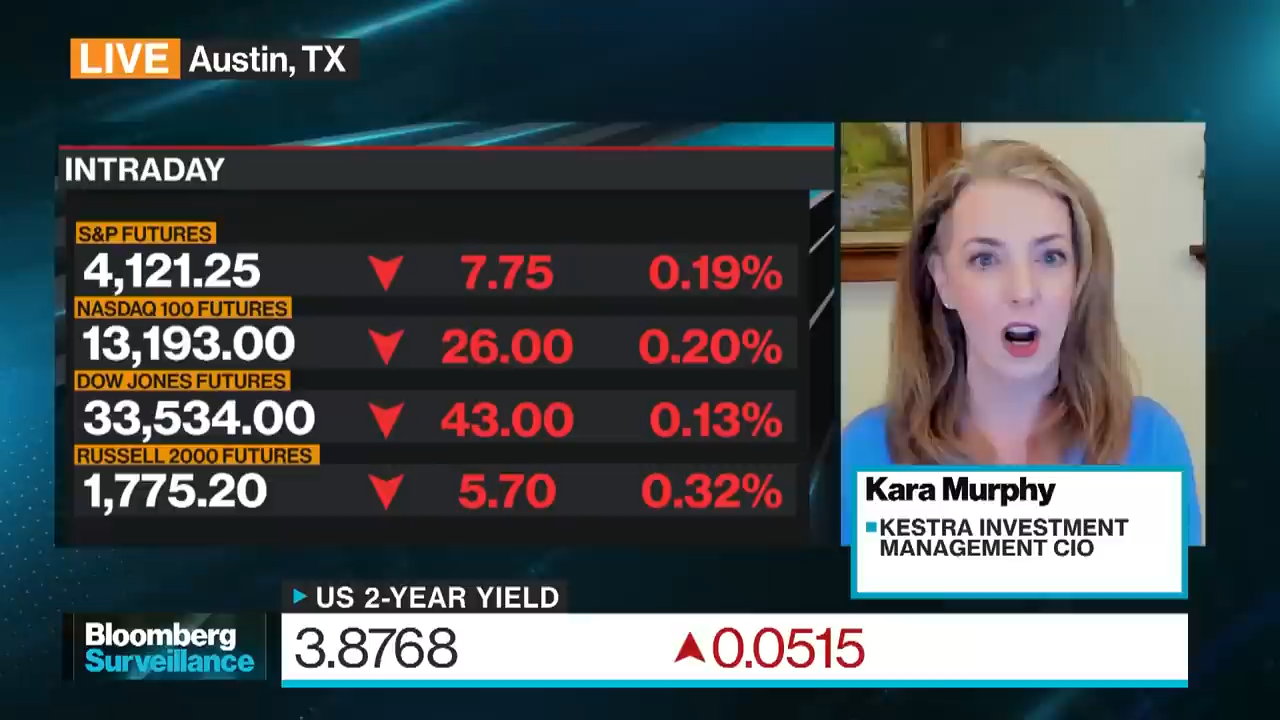 LIVE Austin, TX
INTRADAY
S&P FUTURES
4,121.25 7.75 0.19%
NASDAQ 100 FUTURES
13,193.00 26.00 0.20%
DOW JONES FUTURES
33,534.00 43.00 0.13%
RUSSELL 2000 FUTURES
1,775.20 5.70 0.32%
Kara Murphy
KESTRA INVESTMENT
MANAGEMENT CIO
US 2-YEAR YIELD
Bloomberg
Surveillance
3.8768 0.0515